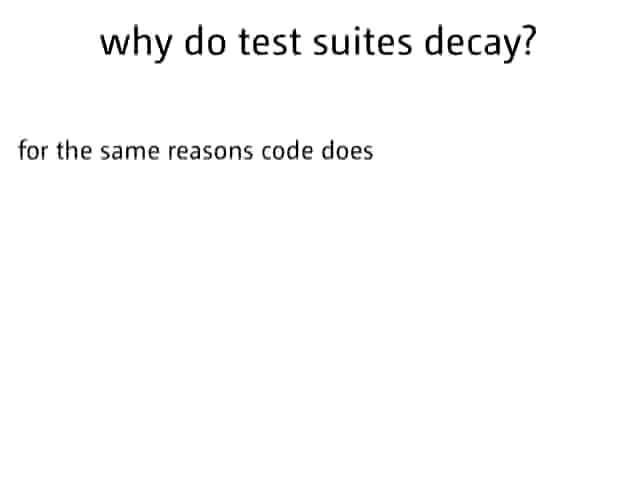 why do test suites decay?
for the same reasons code does